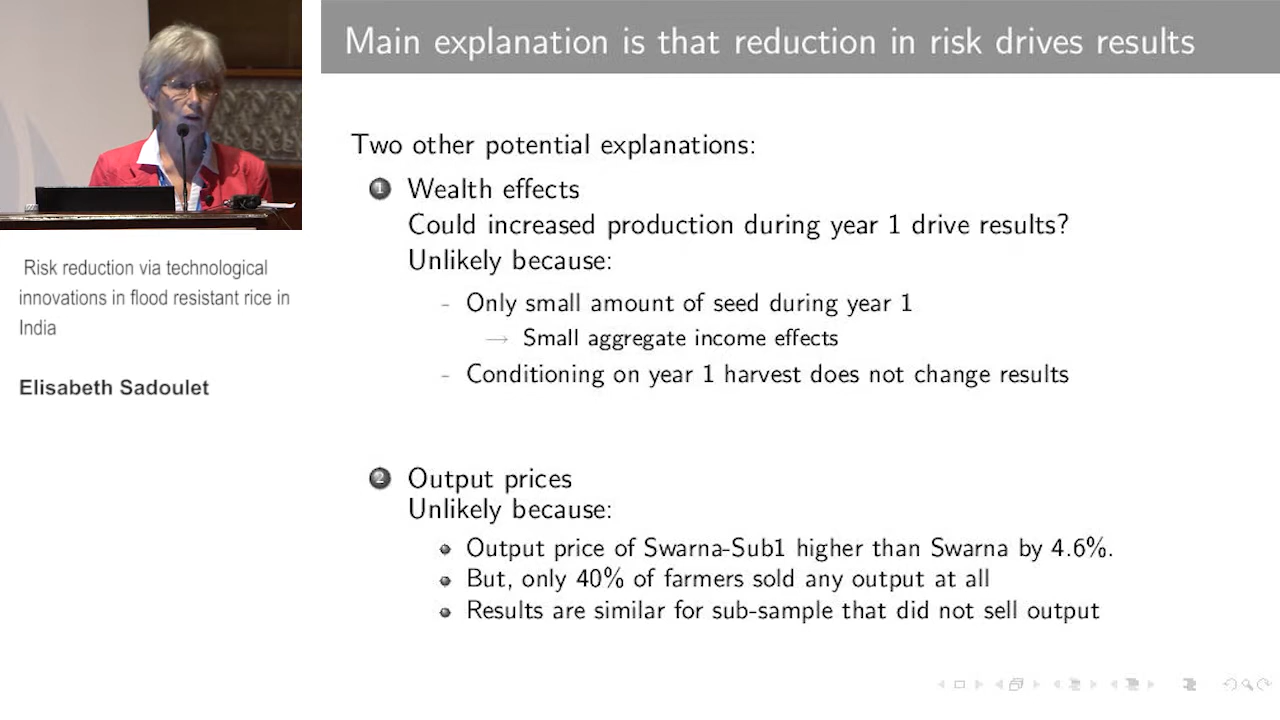 Main explanation is that reduction in risk drives results
Risk reduction via technological
innovations in flood resistant rice in
India
Elisabeth Sadoulet
Two other potential explanations:
1 Wealth effects
Could increased production during year 1 drive results?
Unlikely because:
- Only small amount of seed during year 1
→ Small aggregate income effects
- Conditioning on year 1 harvest does not change results
2 Output prices
Unlikely because:
Output price of Swarna-Sub1 higher than Swarna by 4.6%.
But, only 40% of farmers sold any output at all
Results are similar for sub-sample that did not sell output